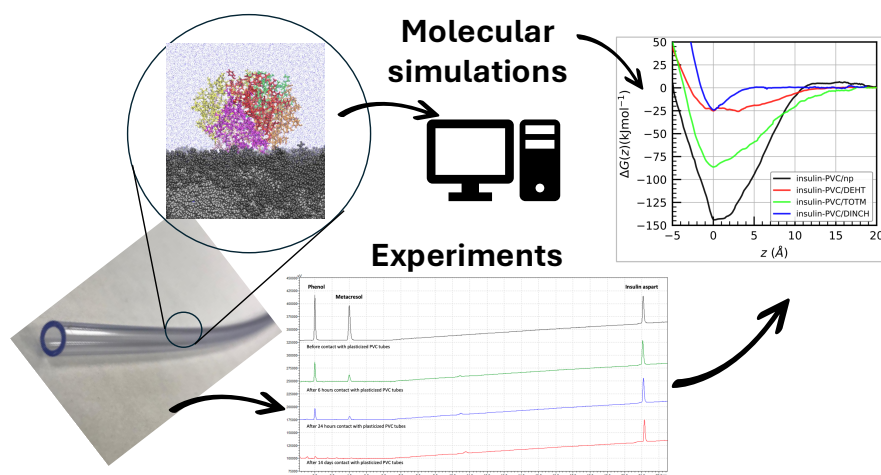 Molecular
simulations
50
25
0
−25
−50
−75
−100
−125
−150
ΔG(z)(kJmol⁻¹)
insulin-PVC/np
insulin-PVC/DEHT
insulin-PVC/TOTM
insulin-PVC/DINCH
−5 0 5 10 15 20
z (Å)
Experiments
Phenol
Metacresol
Insulin aspart
Before contact with plasticized PVC tubes
After 6 hours contact with plasticized PVC tubes
After 24 hours contact with plasticized PVC tubes
After 14 days contact with plasticized PVC tubes